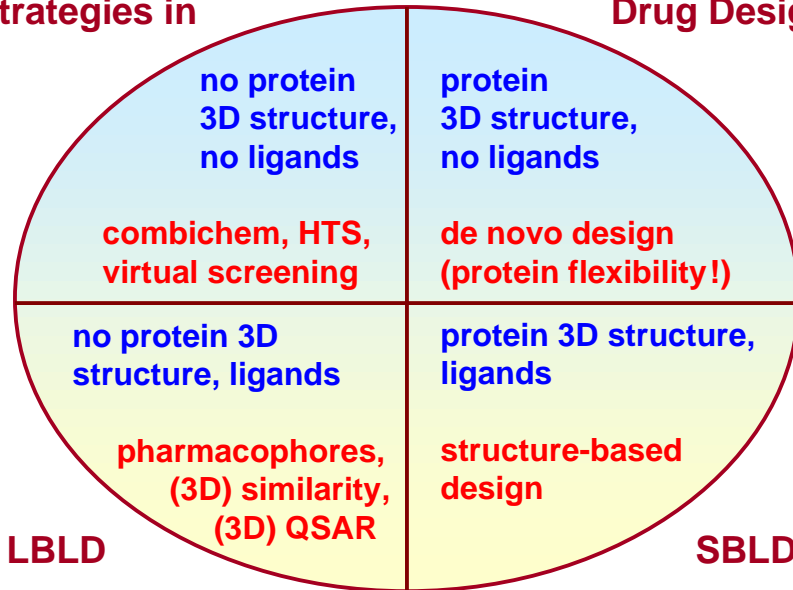 trategies in
Drug Desig
no protein
3D structure,
no ligands
combichem, HTS,
virtual screening
protein
3D structure,
no ligands
de novo design
(protein flexibility!)
no protein 3D
structure, ligands
pharmacophores,
(3D) similarity,
(3D) QSAR
protein 3D structure,
ligands
structure-based
design
LBLD
SBLD